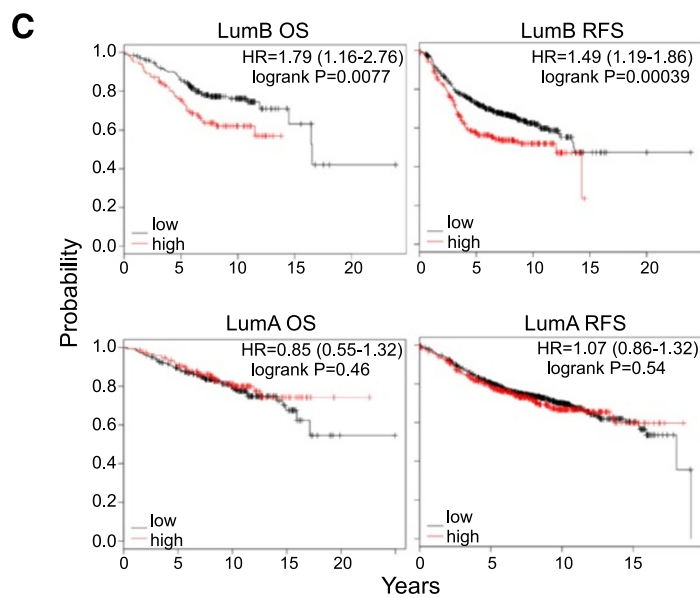 C
LumB OS
HR=1.79 (1.16-2.76)
logrank P=0.0077
1.0
0.8
0.6
0.4
0.2
0.0
low
high
0 5 10 15 20
LumB RFS
HR=1.49 (1.19-1.86)
logrank P=0.00039
low
high
0 5 10 15 20
Probability
LumA OS
HR=0.85 (0.55-1.32)
logrank P=0.46
1.0
0.8
0.6
0.4
0.2
0.0
low
high
0 5 10 15 20
LumA RFS
HR=1.07 (0.86-1.32)
logrank P=0.54
low
high
0 5 10 15
Years